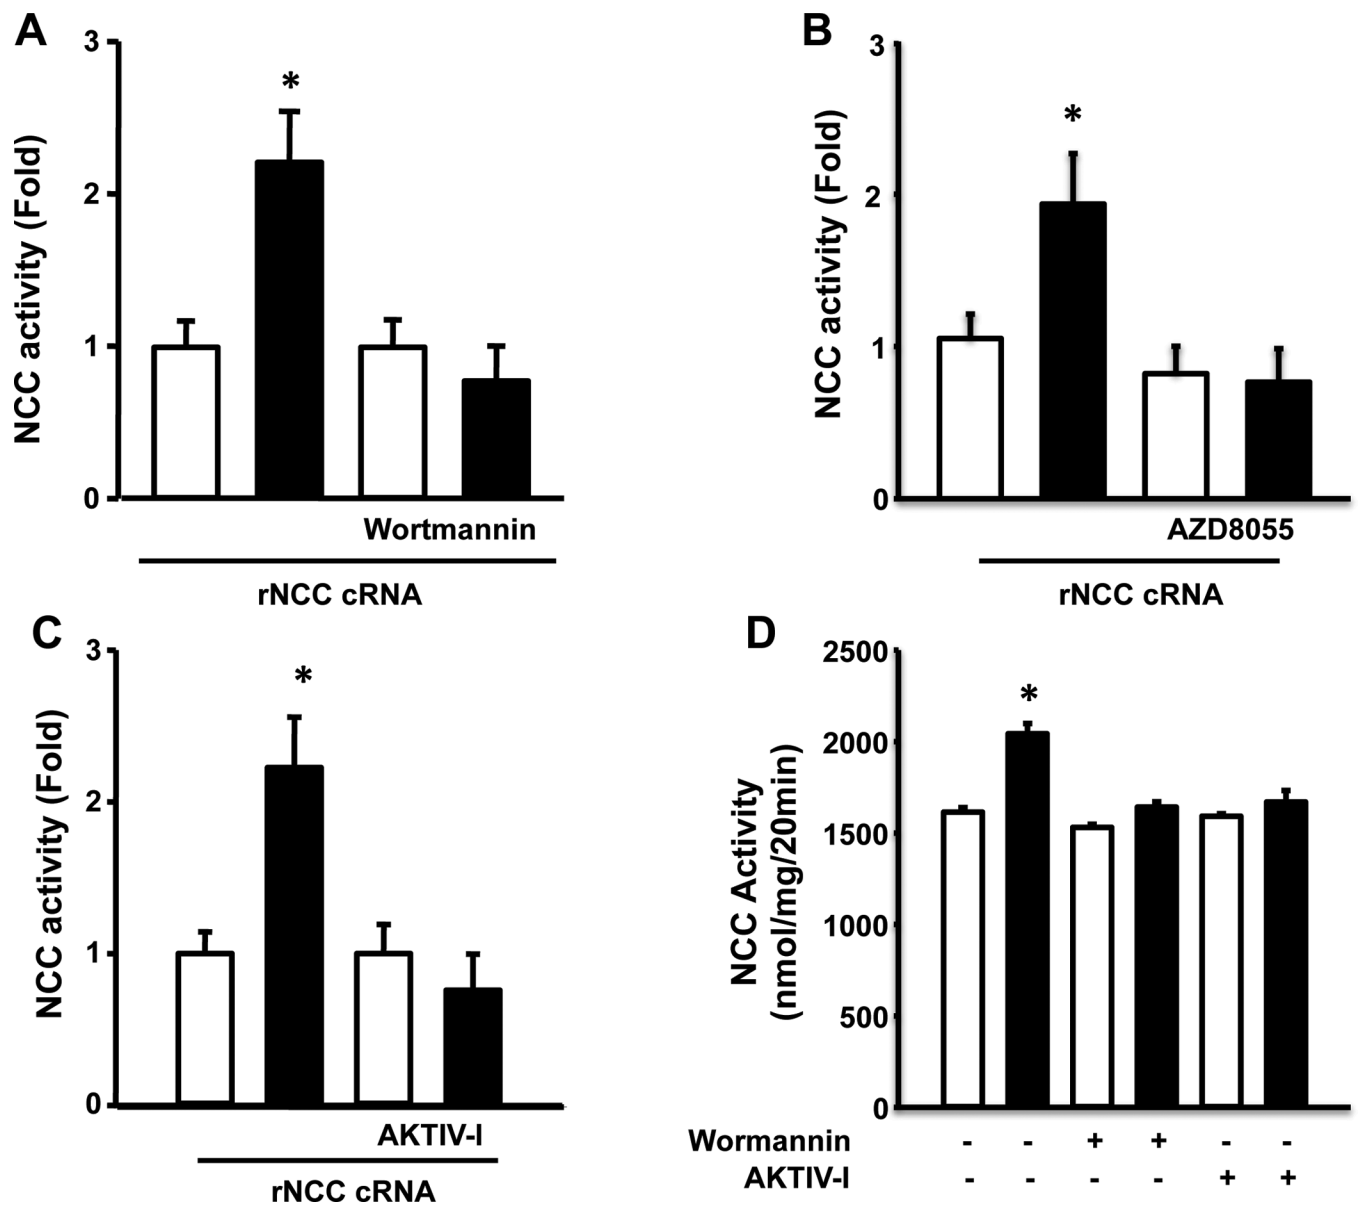 A
3
2
1
0
NCC activity (Fold)
*
Wortmannin
rNCC cRNA
B
3
2
1
0
NCC activity (Fold)
*
AZD8055
rNCC cRNA
C
3
2
1
0
NCC activity (Fold)
*
AKTIV-I
rNCC cRNA
D
2500
2000
1500
1000
500
0
NCC Activity
(nmol/mg/20min)
*
Wormannin - - + + - -
AKTIV-I - - - - + +